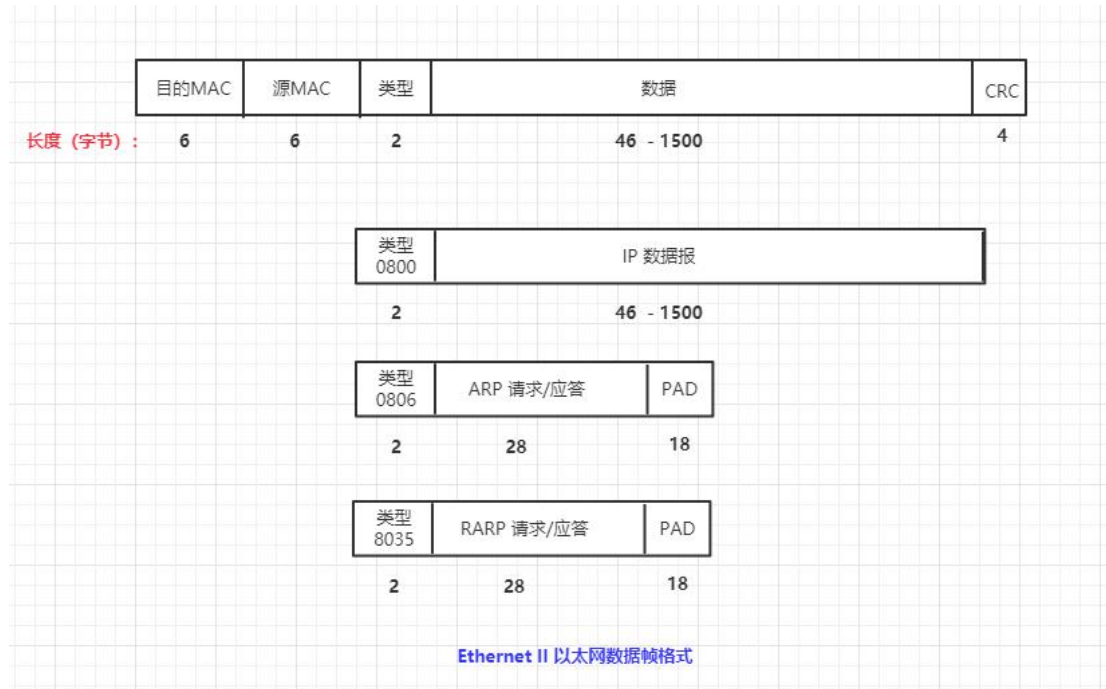 目的MAC 源MAC 类型 数据 CRC
长度（字节）: 6 6 2 46 - 1500 4
类型
0800
IP 数据报
2 46 - 1500
类型
0806
ARP 请求/应答 PAD
2 28 18
类型
8035
RARP 请求/应答 PAD
2 28 18
Ethernet II 以太网数据帧格式